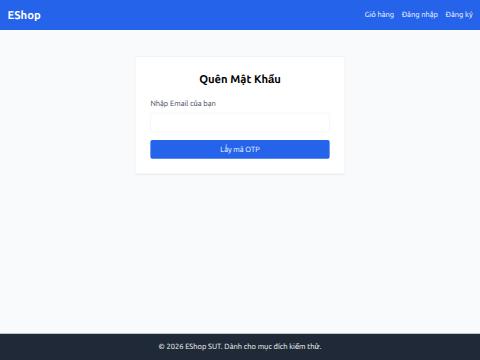 EShop
Giỏ hàng Đăng nhập Đăng ký
Quên Mật Khẩu
Nhập Email của bạn
Lấy mã OTP
© 2026 EShop SUT. Dành cho mục đích kiểm thử.